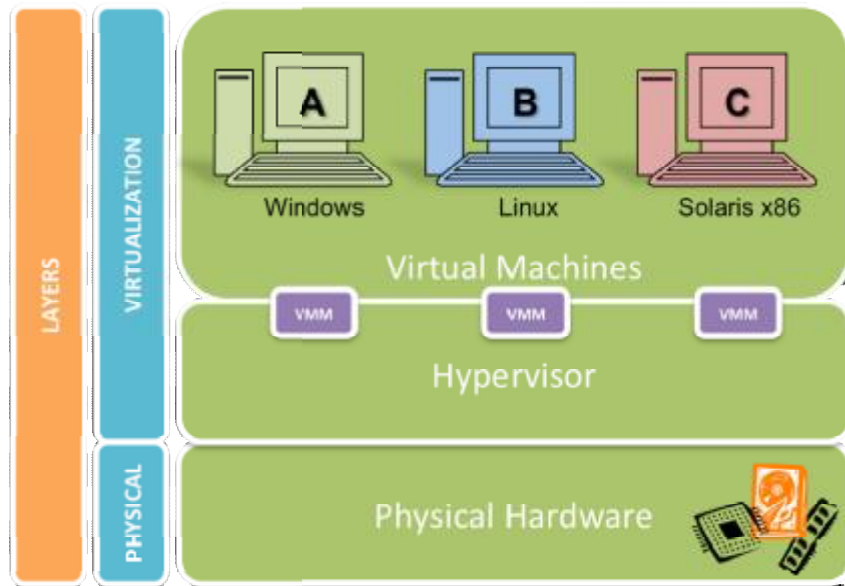 LAYERS
VIRTUALIZATION
PHYSICAL
A
B
C
Windows
Linux
Solaris x86
Virtual Machines
VMM
VMM
VMM
Hypervisor
Physical Hardware